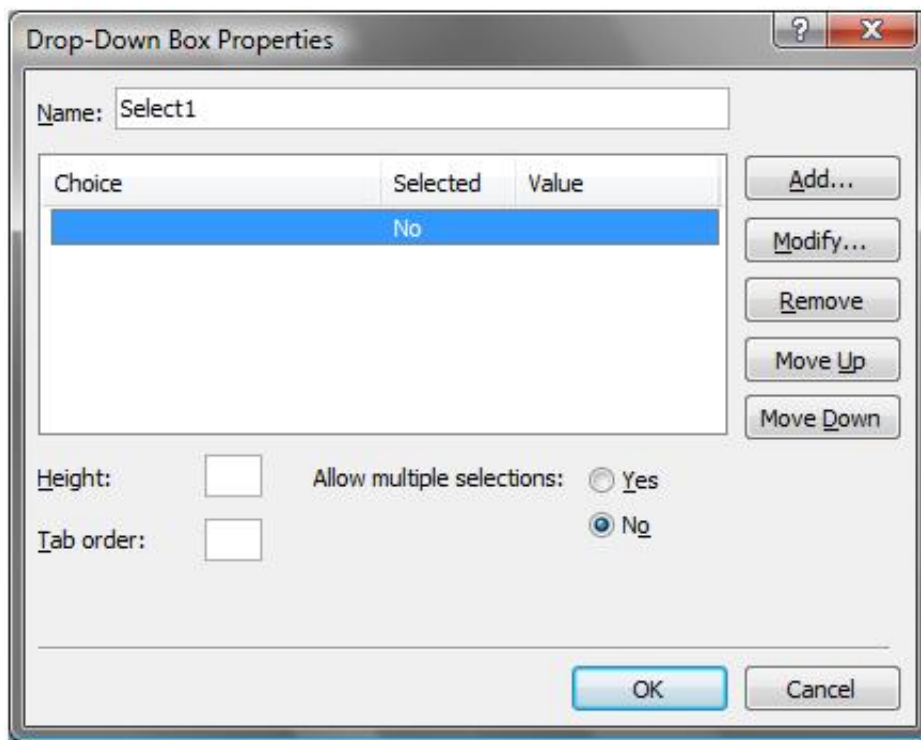 Drop-Down Box Properties
?
X
Name: Select1
Choice Selected Value
No
Add...
Modify...
Remove
Move Up
Move Down
Height:
Allow multiple selections: Yes
No
Tab order:
OK Cancel